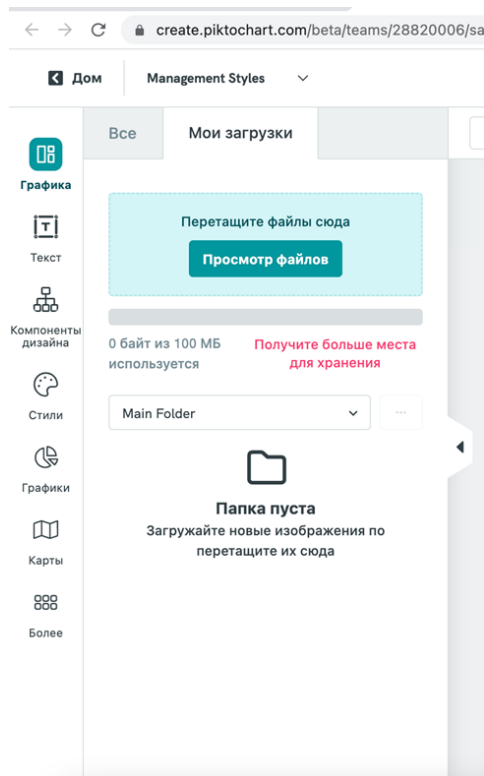 create.piktochart.com/beta/teams/28820006/sa
Дом
Management Styles
Все
Мои загрузки
Графика
Текст
Компоненты
дизайна
Стили
Графики
Карты
Более
Перетащите файлы сюда
Просмотр файлов
0 байт из 100 МБ
используется
Получите больше места
для хранения
Main Folder
Папка пуста
Загружайте новые изображения по
перетащите их сюда